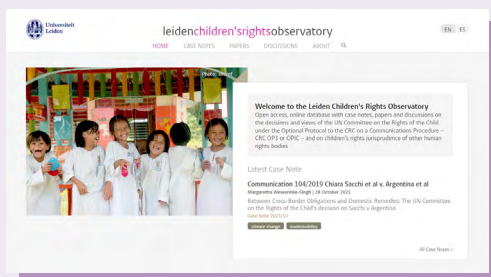 Universiteit
Leiden
leidenchildren'srightsobservatory
EN ES
HOME CASE NOTES PAPERS DISCUSSIONS ABOUT
Photo: Unicef
Welcome to the Leiden Children's Rights Observatory
Open access, online database with case notes, papers and discussions on
the decisions and views of the UN Committee on the Rights of the Child
under the Optional Protocol to the CRC on a Communications Procedure –
CRC OP3 or OPIC – and on children's rights jurisprudence of other human
rights bodies
Latest Case Note
Communication 104/2019 Chiara Sacchi et al v. Argentina et al
Margaretha Wewerinke-Singh | 28 October 2021
Between Cross-Border Obligations and Domestic Remedies: The UN Committee
on the Rights of the Child's decision on Sacchi v Argentina
Case Note 2021/10
climate change admissibility
All Case Notes ›